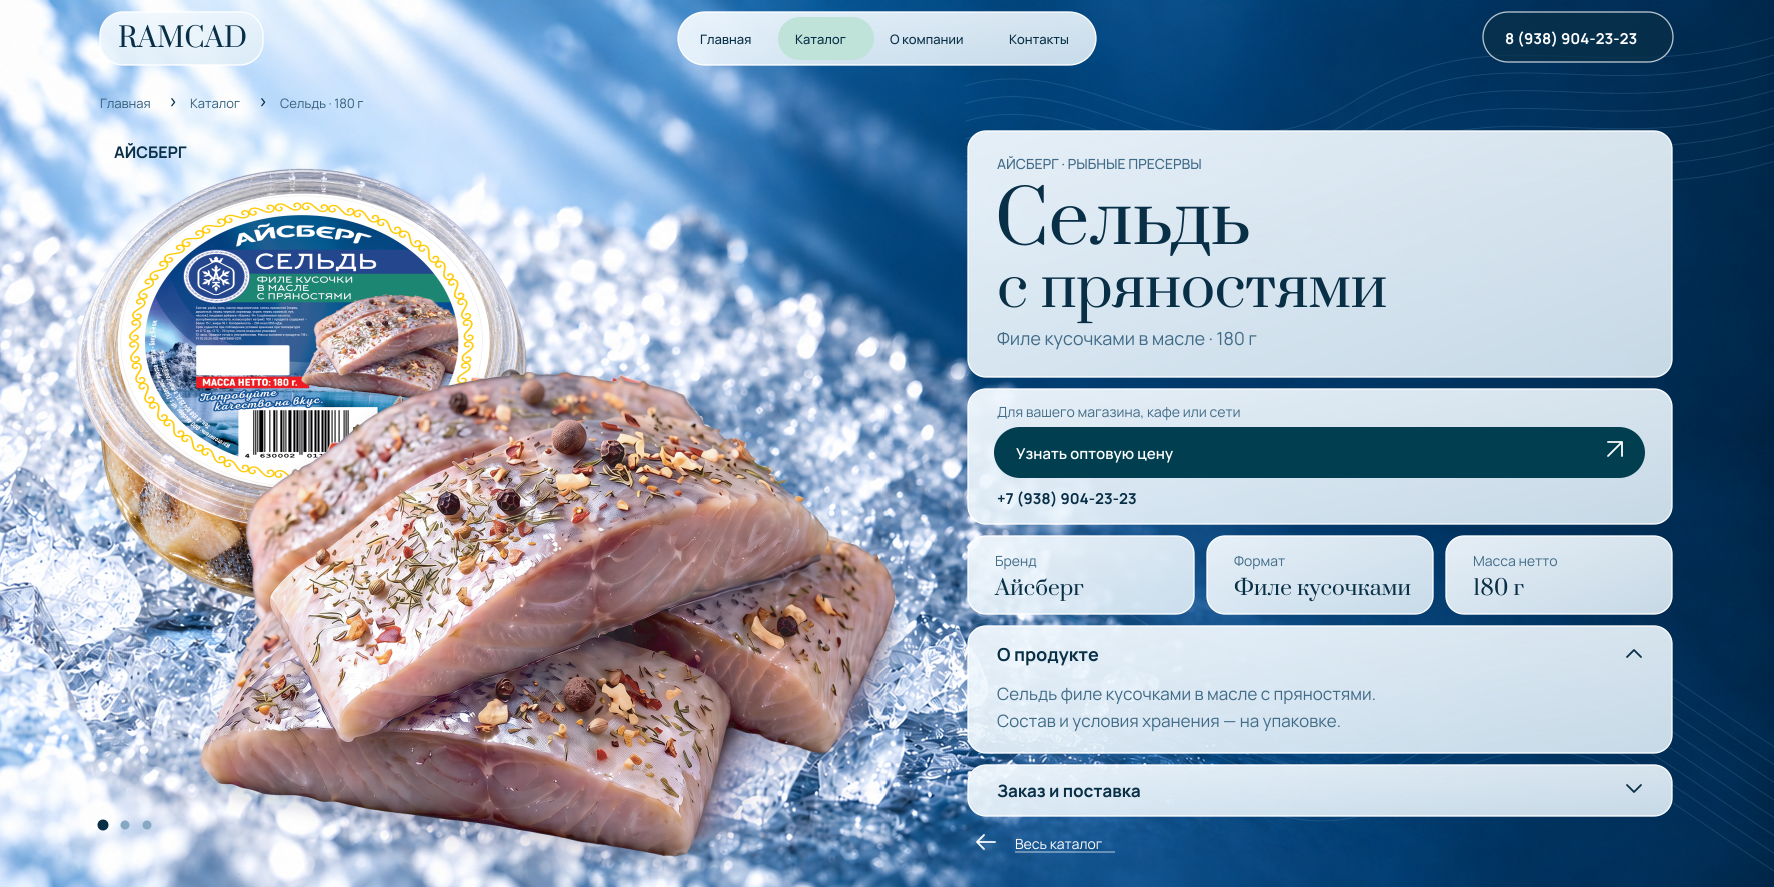 RAMCAD
Главная
Каталог
О компании
Контакты
8 (938) 904-23-23
Главная › Каталог › Сельдь · 180 г
АЙСБЕРГ
АЙСБЕРГ
СЕЛЬДЬ
ФИЛЕ КУСОЧКИ
В МАСЛЕ
С ПРЯНОСТЯМИ
МАССА НЕТТО: 180 г.
Попробуйте
качество на вкус.
4 630002
АЙСБЕРГ · РЫБНЫЕ ПРЕСЕРВЫ
Сельдь
с пряностями
Филе кусочками в масле · 180 г
Для вашего магазина, кафе или сети
Узнать оптовую цену
+7 (938) 904-23-23
Бренд
Айсберг
Формат
Филе кусочками
Масса нетто
180 г
О продукте
Сельдь филе кусочками в масле с пряностями.
Состав и условия хранения — на упаковке.
Заказ и поставка
Весь каталог